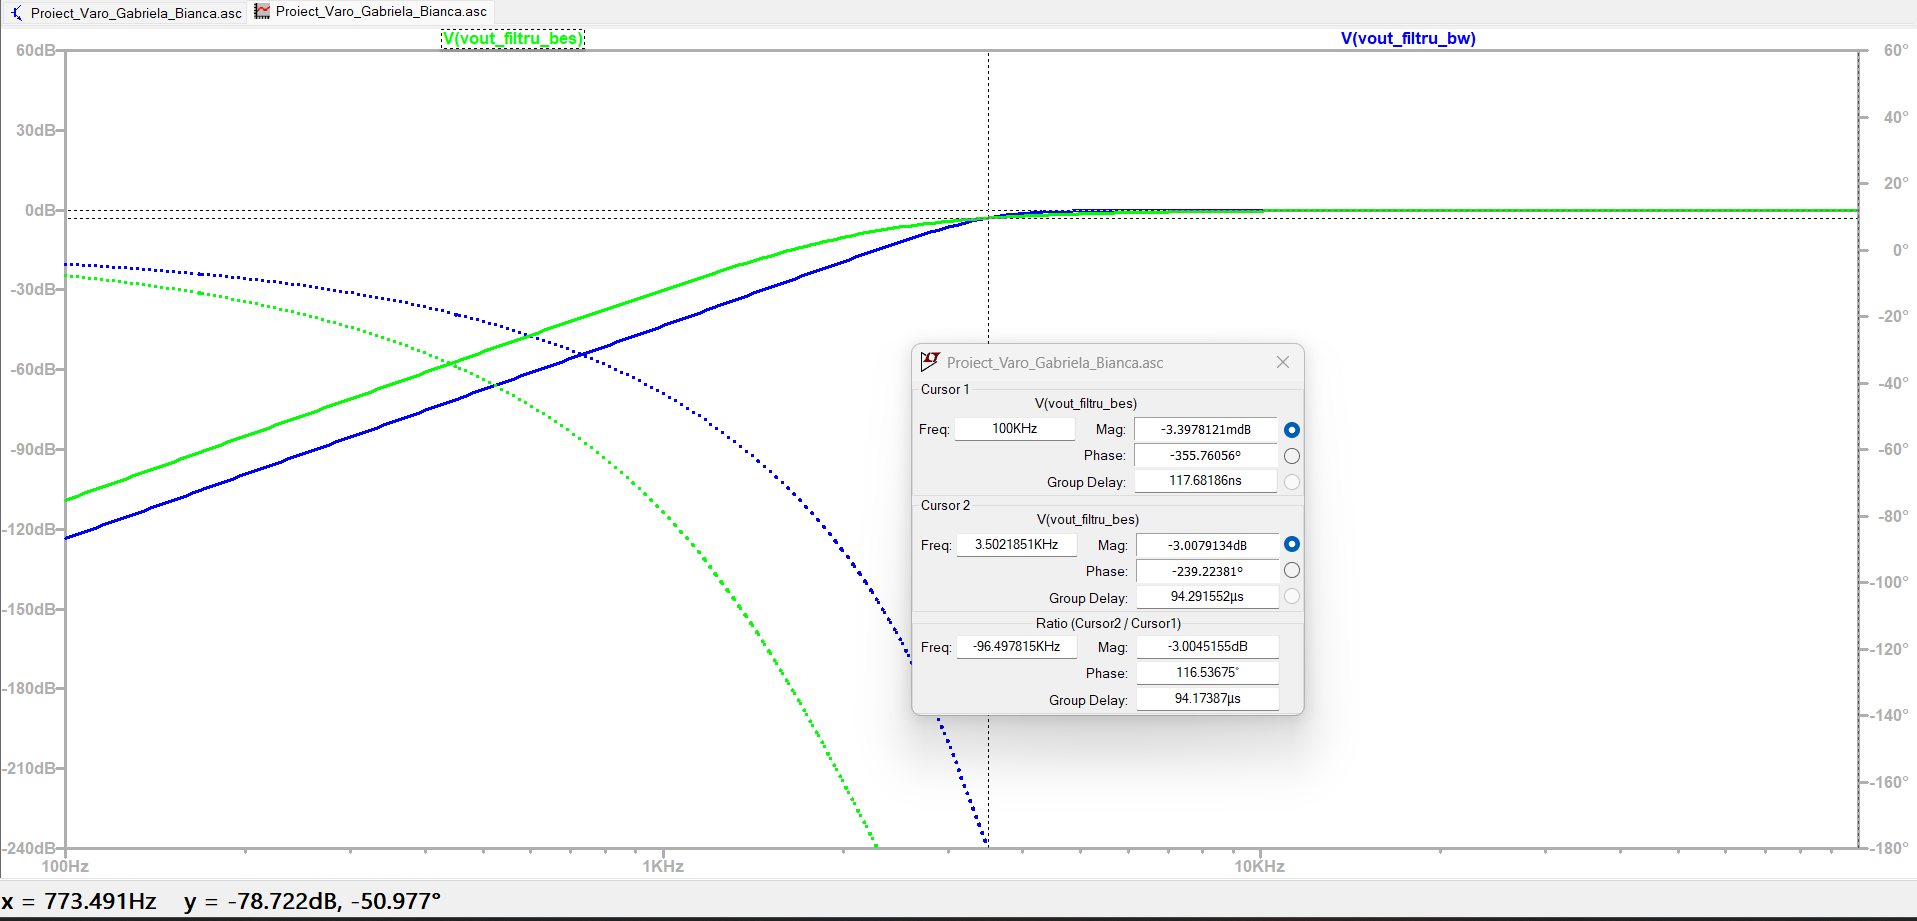 Proiect_Varo_Gabriela_Bianca.asc Proiect_Varo_Gabriela_Bianca.asc
V(vout_filtru_bes) V(vout_filtru_bw)
60dB 60°
30dB 40°
0dB 20°
-30dB 0°
-60dB -20°
-90dB -40°
-120dB -60°
-150dB -80°
-180dB -100°
-210dB -120°
-240dB -140°
-160°
-180°
100Hz 1KHz 10KHz
Proiect_Varo_Gabriela_Bianca.asc
Cursor 1
V(vout_filtru_bes)
Freq: 100KHz Mag: -3.3978121mdB
Phase: -355.76056°
Group Delay: 117.68186ns
Cursor 2
V(vout_filtru_bes)
Freq: 3.5021851KHz Mag: -3.0079134dB
Phase: -239.22381°
Group Delay: 94.291552µs
Ratio (Cursor2 / Cursor1)
Freq: -96.497815KHz Mag: -3.0045155dB
Phase: 116.53675°
Group Delay: 94.17387µs
x = 773.491Hz y = -78.722dB, -50.977°